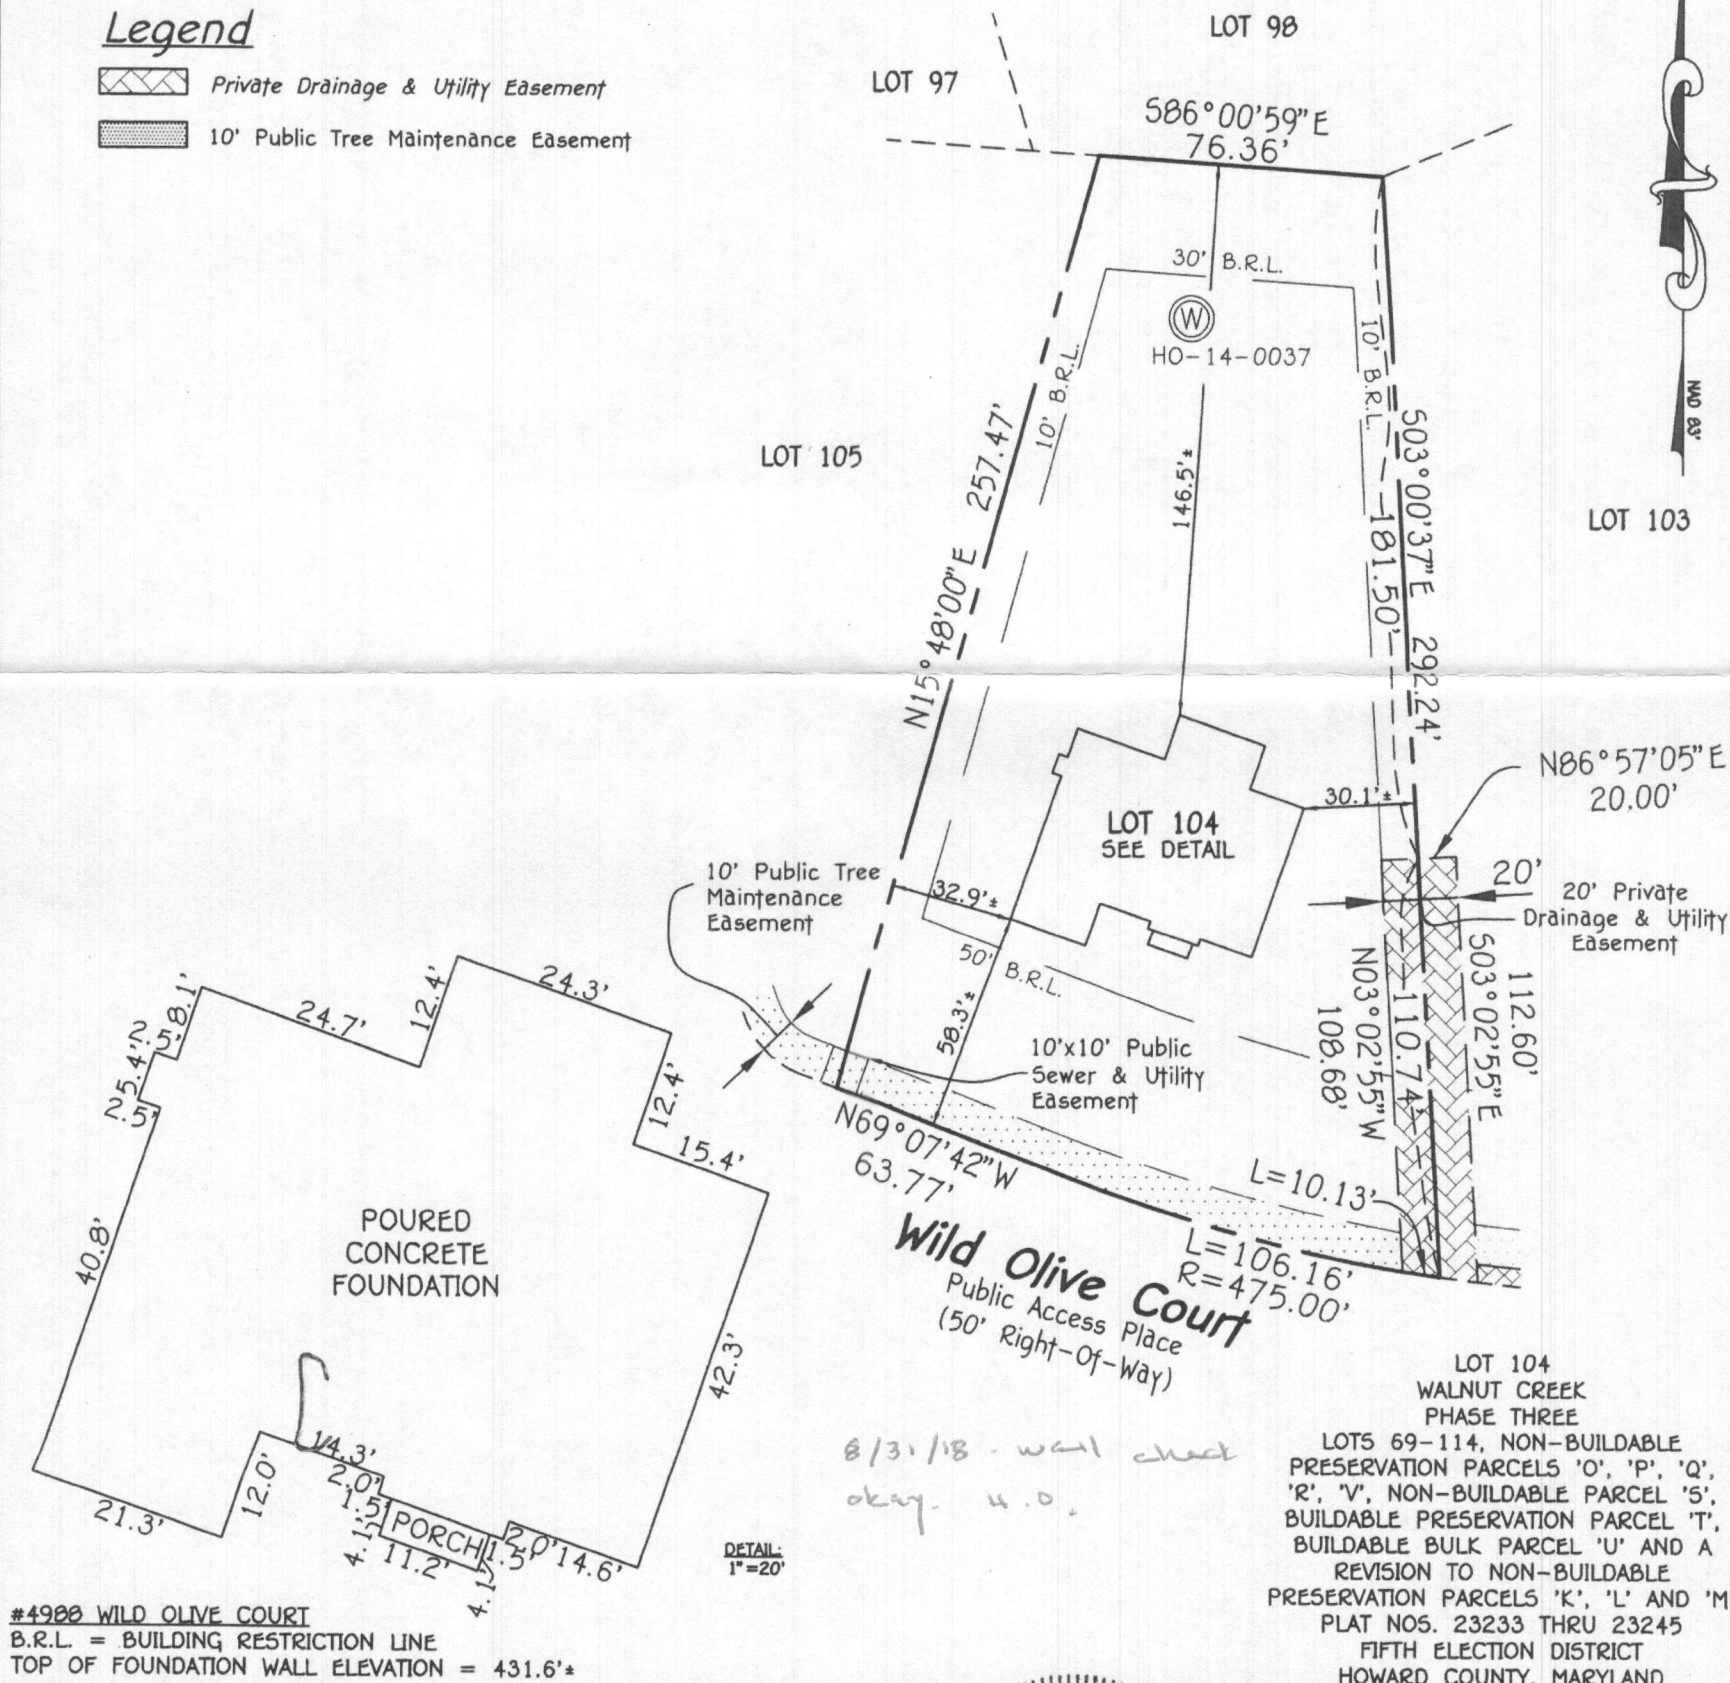 Legend
Private Drainage & Utility Easement
10' Public Tree Maintenance Easement
LOT 98
LOT 97
S86°00'59"E
76.36'
30' B.R.L.
W
HO-14-0037
10' B.R.L.
10' B.R.L.
NAD 83'
LOT 105
LOT 103
N15°48'00"E 257.47'
146.5'±
S03°00'37"E 292.24'
181.50'
N86°57'05"E
20.00'
30.1'±
LOT 104
SEE DETAIL
20'
20' Private
Drainage & Utility
Easement
10' Public Tree
Maintenance
Easement
32.9'±
50' B.R.L.
58.3'±
10'x10' Public
Sewer & Utility
Easement
112.60'
S03°02'55"E
110.74'
N03°02'55"W
108.68'
N69°07'42"W
63.77'
L=10.13'
L=106.16'
R=475.00'
Wild Olive Court
Public Access Place
(50' Right-Of-Way)
24.3'
12.4'
24.7'
8.1'
2.5'
5.4'
2.5'
12.4'
15.4'
40.8'
POURED
CONCRETE
FOUNDATION
42.3'
14.3'
2.0'
1.5'
12.0'
21.3'
PORCH
4.1'
11.2'
1.5'
2.0'
14.6'
4.1'
DETAIL:
1"=20'
8/31/18 - wall check
okay. H.O.
#4988 WILD OLIVE COURT
B.R.L. = BUILDING RESTRICTION LINE
TOP OF FOUNDATION WALL ELEVATION = 431.6'±
LOT 104
WALNUT CREEK
PHASE THREE
LOTS 69-114, NON-BUILDABLE
PRESERVATION PARCELS 'O', 'P', 'Q',
'R', 'V', NON-BUILDABLE PARCEL 'S',
BUILDABLE PRESERVATION PARCEL 'T',
BUILDABLE BULK PARCEL 'U' AND A
REVISION TO NON-BUILDABLE
PRESERVATION PARCELS 'K', 'L' AND 'M
PLAT NOS. 23233 THRU 23245
FIFTH ELECTION DISTRICT
HOWARD COUNTY, MARYLAND